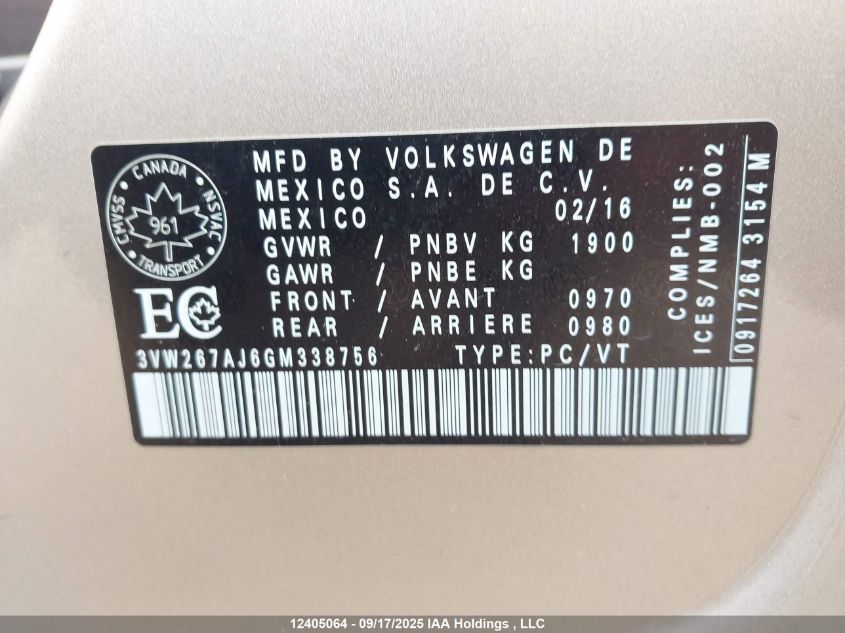 CANADA
CMVSS
NSVAC
961
TRANSPORT
EC
MFD BY VOLKSWAGEN DE
MEXICO S.A. DE C.V.
MEXICO 02/16
GVWR / PNBV KG 1900
GAWR / PNBE KG
FRONT / AVANT 0970
REAR / ARRIERE 0980
3VW267AJ6GM338756 TYPE:PC/VT
COMPLIES:
ICES/NMB-002
0917264 3154 M
12405064 - 09/17/2025 IAA Holdings , LLC